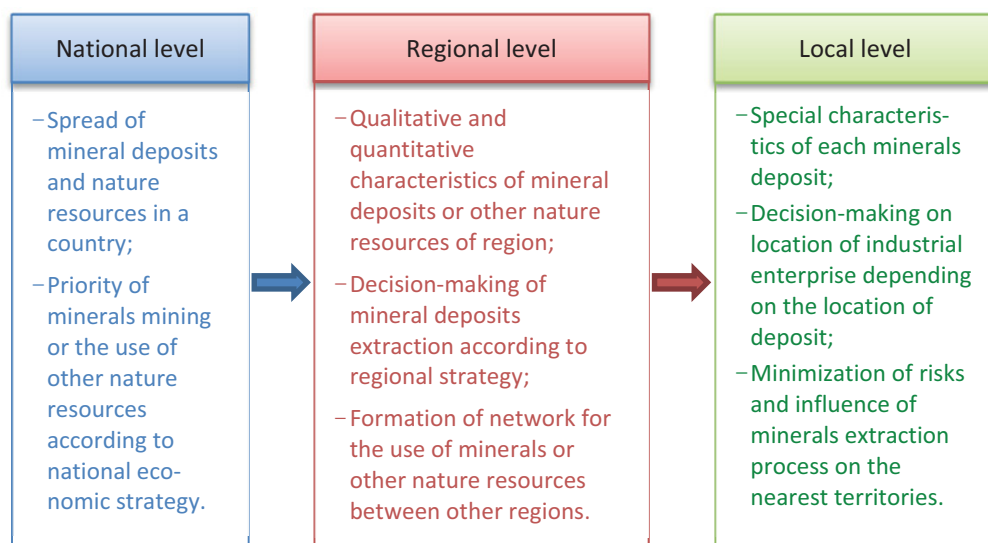 National level
–Spread of
mineral deposits
and nature
resources in a
country;
–Priority of
minerals mining
or the use of
other nature
resources
according to
national eco-
nomic strategy.
Regional level
–Qualitative and
quantitative
characteristics of mineral
deposits or other nature
resources of region;
–Decision-making of
mineral deposits
extraction according to
regional strategy;
–Formation of network for
the use of minerals or
other nature resources
between other regions.
Local level
–Special characteris-
tics of each minerals
deposit;
–Decision-making on
location of industrial
enterprise depending
on the location of
deposit;
–Minimization of risks
and influence of
minerals extraction
process on the
nearest territories.